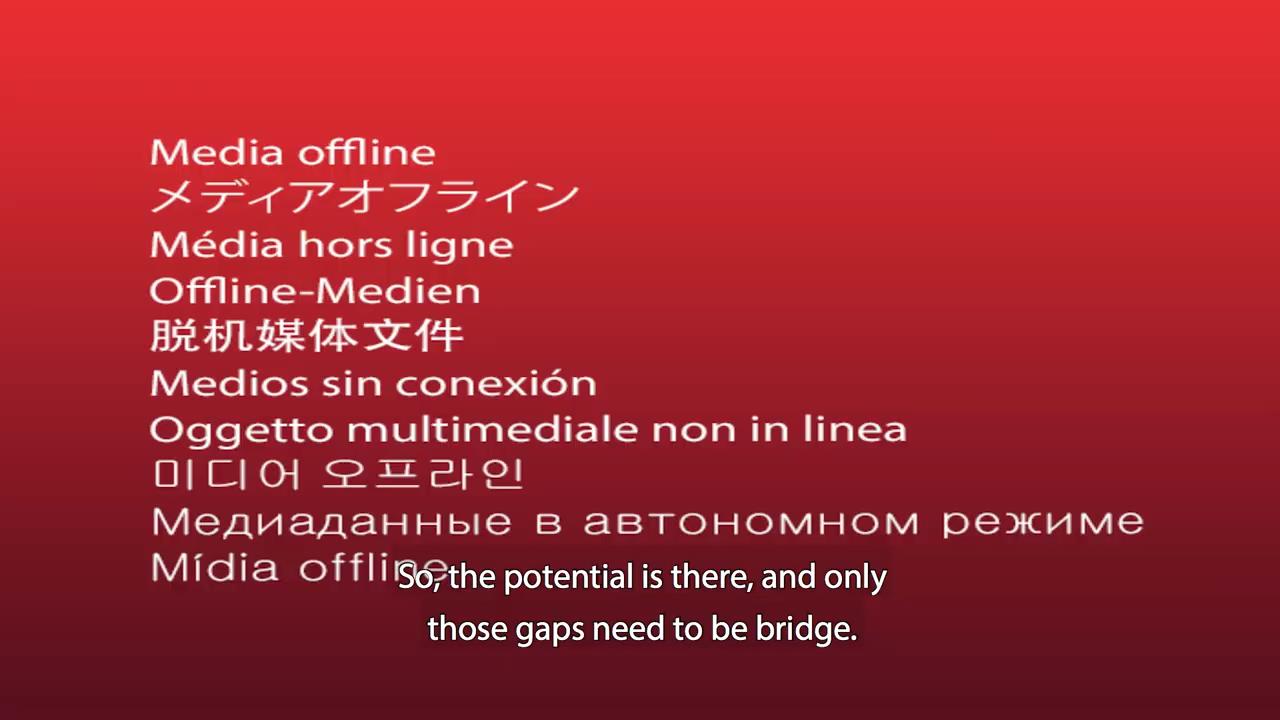 Media offline
メディアオフライン
Média hors ligne
Offline-Medien
脱机媒体文件
Medios sin conexión
Oggetto multimediale non in linea
미디어 오프라인
Медиаданные в автономном режиме
Mídia offline
So, the potential is there, and only
those gaps need to be bridge.